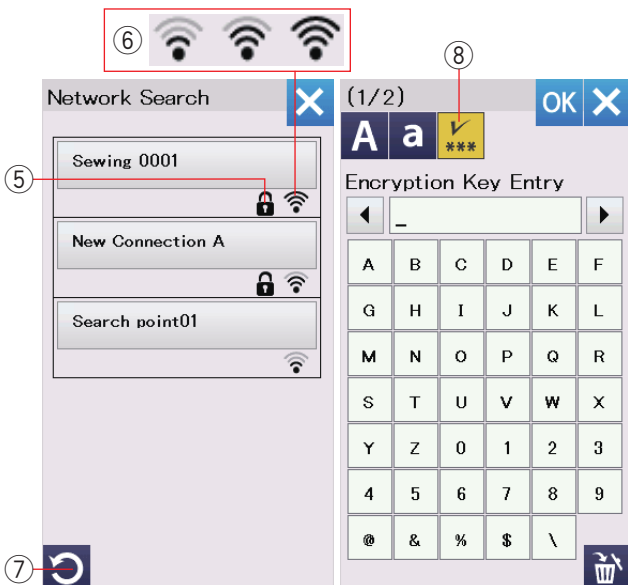 ⑥
⑧
Network Search
(1/2)
OK
A a ***
⑤
Sewing 0001
Encryption Key Entry
_
New Connection A
Search point01
A B C D E F
G H I J K L
M N O P Q R
S T U V W X
Y Z 0 1 2 3
4 5 6 7 8 9
@ & % $ \
⑦